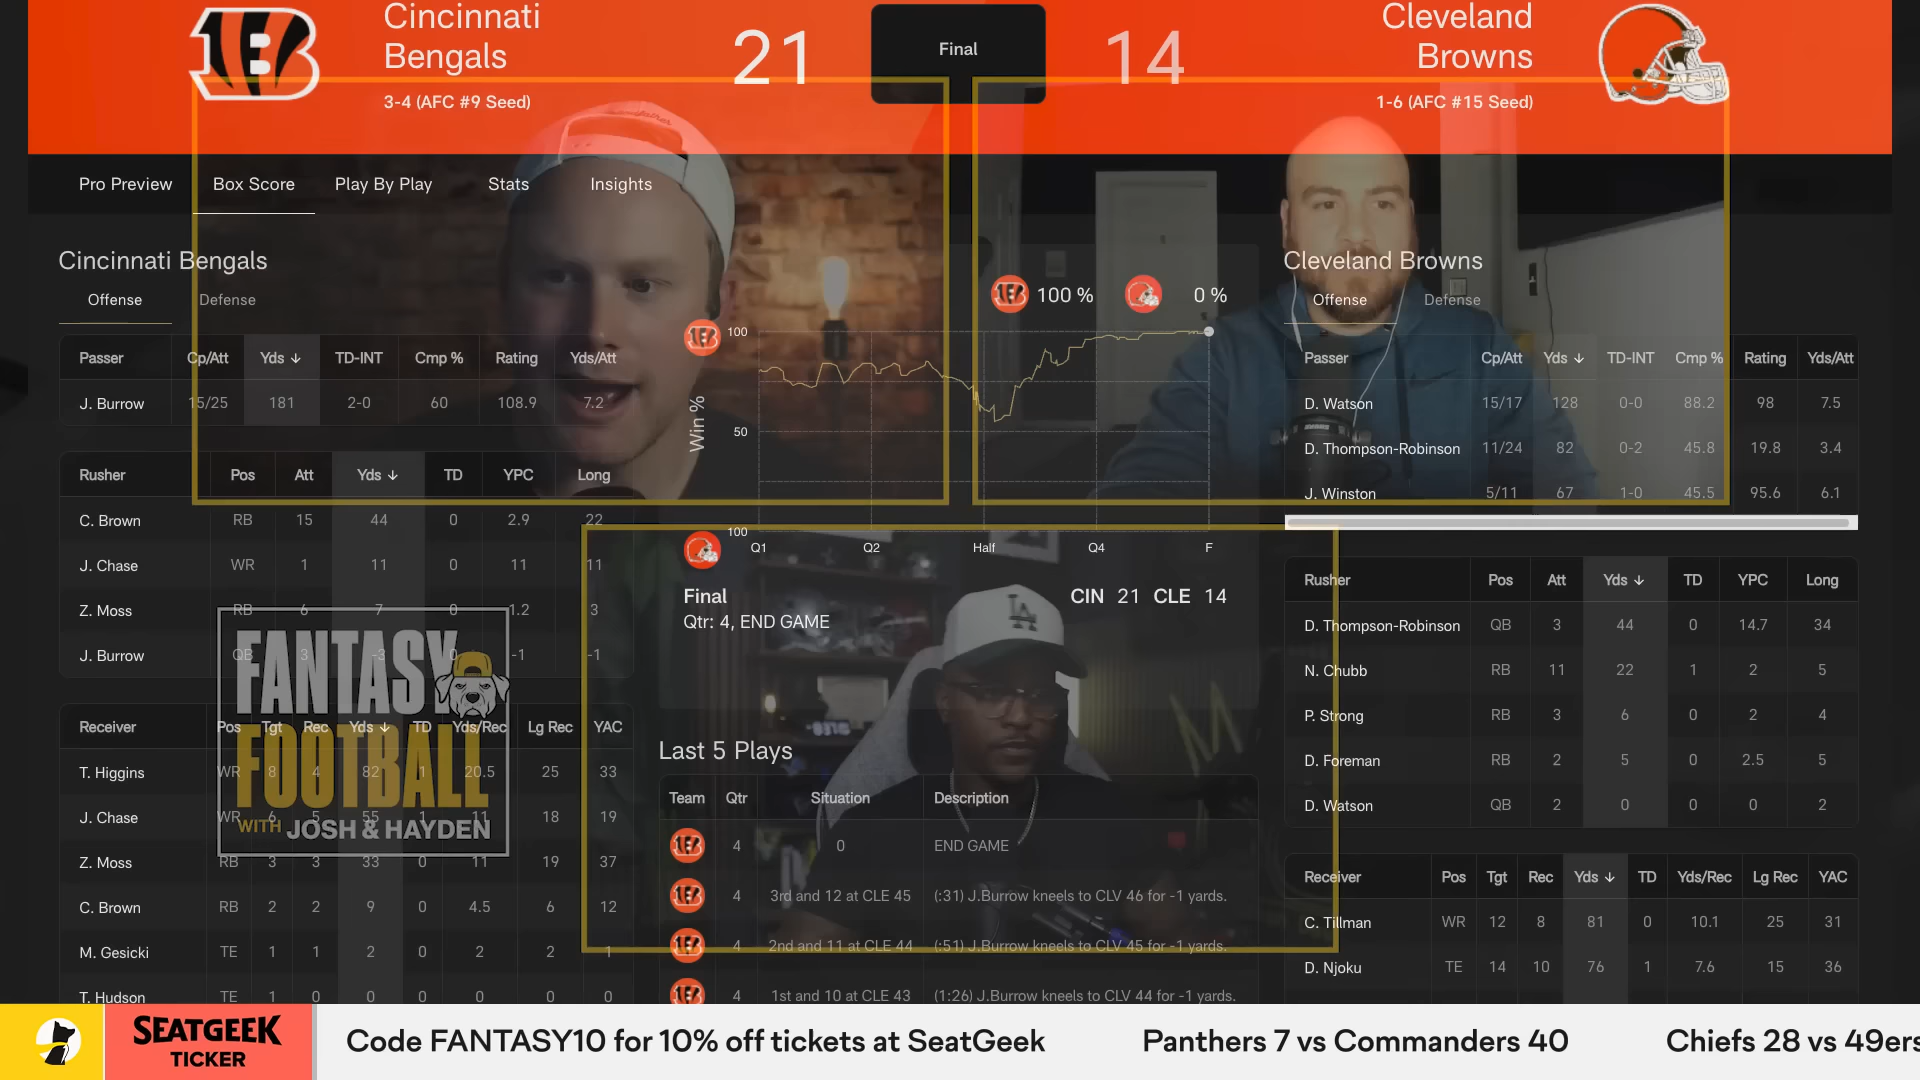 Cincinnati
Bengals
3-4 (AFC #9 Seed)
21
Final
14
Cleveland
Browns
1-6 (AFC #15 Seed)
Pro Preview Box Score Play By Play Stats Insights
Cincinnati Bengals
Offense Defense
Passer Cp/Att Yds ↓ TD-INT Cmp % Rating Yds/Att
J. Burrow 15/25 181 2-0 60 108.9 7.2
Rusher Pos Att Yds ↓ TD YPC Long
C. Brown RB 15 44 0 2.9 22
J. Chase WR 1 11 0 11 11
Z. Moss RB 6 7 0 1.2 3
J. Burrow QB 3 -3 0 -1 -1
Receiver Pos Tgt Rec Yds ↓ TD Yds/Rec Lg Rec YAC
T. Higgins WR 8 4 82 1 20.5 25 33
J. Chase WR 6 5 55 1 11 18 19
Z. Moss RB 3 3 33 0 11 19 37
C. Brown RB 2 2 9 0 4.5 6 12
M. Gesicki TE 1 1 2 0 2 2 1
T. Hudson TE 1 0 0 0 0 0 0
FANTASY
FOOTBALL
WITH JOSH & HAYDEN
100 % 0 %
100
Win %
50
100
Q1 Q2 Half Q4 F
Final
CIN 21 CLE 14
Qtr: 4, END GAME
LA
Last 5 Plays
Team Qtr Situation Description
4 0 END GAME
4 3rd and 12 at CLE 45 (:31) J.Burrow kneels to CLV 46 for -1 yards.
4 2nd and 11 at CLE 44 (:51) J.Burrow kneels to CLV 45 for -1 yards.
4 1st and 10 at CLE 43 (1:26) J.Burrow kneels to CLV 44 for -1 yards.
Cleveland Browns
Offense Defense
Passer Cp/Att Yds ↓ TD-INT Cmp % Rating Yds/Att
D. Watson 15/17 128 0-0 88.2 98 7.5
D. Thompson-Robinson 11/24 82 0-2 45.8 19.8 3.4
J. Winston 5/11 67 1-0 45.5 95.6 6.1
Rusher Pos Att Yds ↓ TD YPC Long
D. Thompson-Robinson QB 3 44 0 14.7 34
N. Chubb RB 11 22 1 2 5
P. Strong RB 3 6 0 2 4
D. Foreman RB 2 5 0 2.5 5
D. Watson QB 2 0 0 0 2
Receiver Pos Tgt Rec Yds ↓ TD Yds/Rec Lg Rec YAC
C. Tillman WR 12 8 81 0 10.1 25 31
D. Njoku TE 14 10 76 1 7.6 15 36
SEATGEEK
TICKER
Code FANTASY10 for 10% off tickets at SeatGeek Panthers 7 vs Commanders 40 Chiefs 28 vs 49ers